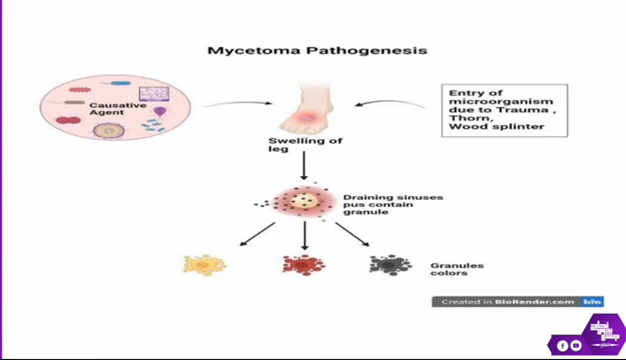 Mycetoma Pathogenesis
Causative
Agent
Entry of
microorganism
due to Trauma ,
Thorn,
Wood splinter
Swelling of
leg
Draining sinuses
pus contain
granule
Granules
colors
Created in BioRender.com bio